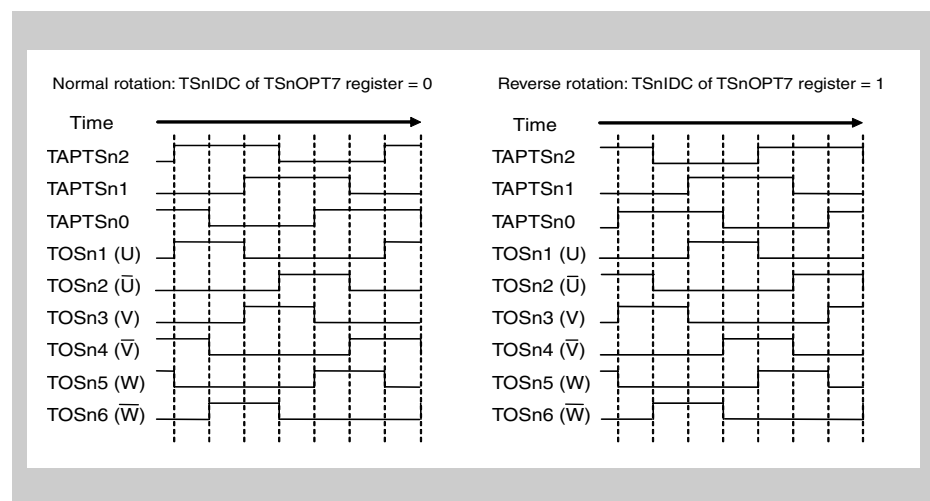 Normal rotation: TSnIDC of TSnOPT7 register = 0
Time
TAPTSn2
TAPTSn1
TAPTSn0
TOSn1 (U)
TOSn2 (U̅)
TOSn3 (V)
TOSn4 (V̅)
TOSn5 (W)
TOSn6 (W̅)
Reverse rotation: TSnIDC of TSnOPT7 register = 1
Time
TAPTSn2
TAPTSn1
TAPTSn0
TOSn1 (U)
TOSn2 (U̅)
TOSn3 (V)
TOSn4 (V̅)
TOSn5 (W)
TOSn6 (W̅)